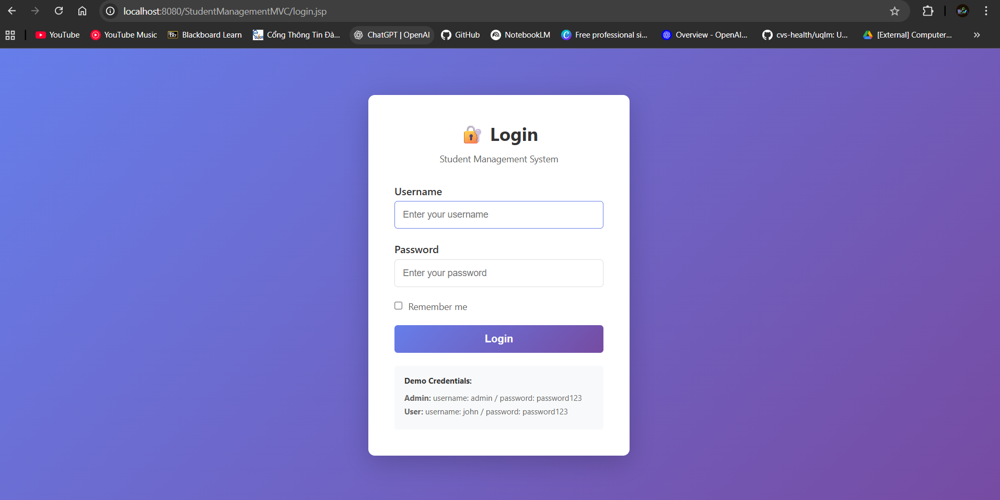 localhost:8080/StudentManagementMVC/login.jsp
YouTube YouTube Music Blackboard Learn Cổng Thông Tin Đà... ChatGPT | OpenAI GitHub NotebookLM Free professional si... Overview - OpenAI... cvs-health/uqlm: U... [External] Computer...
Login
Student Management System
Username
Enter your username
Password
Enter your password
Remember me
Login
Demo Credentials:
Admin: username: admin / password: password123
User: username: john / password: password123